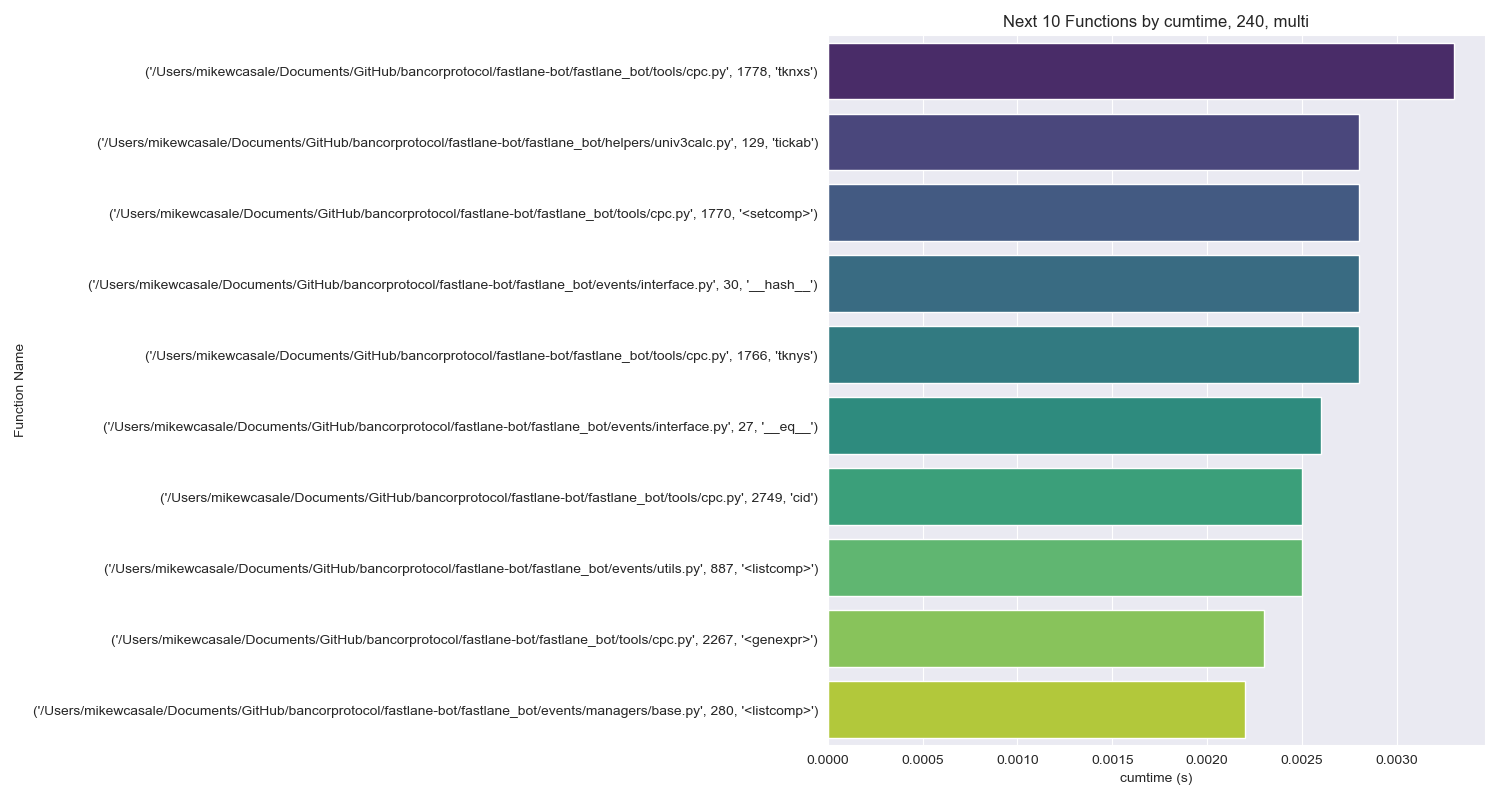 Next 10 Functions by cumtime, 240, multi
('/Users/mikewcasale/Documents/GitHub/bancorprotocol/fastlane-bot/fastlane_bot/tools/cpc.py', 1778, 'tknxs')
('/Users/mikewcasale/Documents/GitHub/bancorprotocol/fastlane-bot/fastlane_bot/helpers/univ3calc.py', 129, 'tickab')
('/Users/mikewcasale/Documents/GitHub/bancorprotocol/fastlane-bot/fastlane_bot/tools/cpc.py', 1770, '<setcomp>')
('/Users/mikewcasale/Documents/GitHub/bancorprotocol/fastlane-bot/fastlane_bot/events/interface.py', 30, '__hash__')
('/Users/mikewcasale/Documents/GitHub/bancorprotocol/fastlane-bot/fastlane_bot/tools/cpc.py', 1766, 'tknys')
('/Users/mikewcasale/Documents/GitHub/bancorprotocol/fastlane-bot/fastlane_bot/events/interface.py', 27, '__eq__')
('/Users/mikewcasale/Documents/GitHub/bancorprotocol/fastlane-bot/fastlane_bot/tools/cpc.py', 2749, 'cid')
('/Users/mikewcasale/Documents/GitHub/bancorprotocol/fastlane-bot/fastlane_bot/events/utils.py', 887, '<listcomp>')
('/Users/mikewcasale/Documents/GitHub/bancorprotocol/fastlane-bot/fastlane_bot/tools/cpc.py', 2267, '<genexpr>')
('/Users/mikewcasale/Documents/GitHub/bancorprotocol/fastlane-bot/fastlane_bot/events/managers/base.py', 280, '<listcomp>')
Function Name
0.0000 0.0005 0.0010 0.0015 0.0020 0.0025 0.0030
cumtime (s)